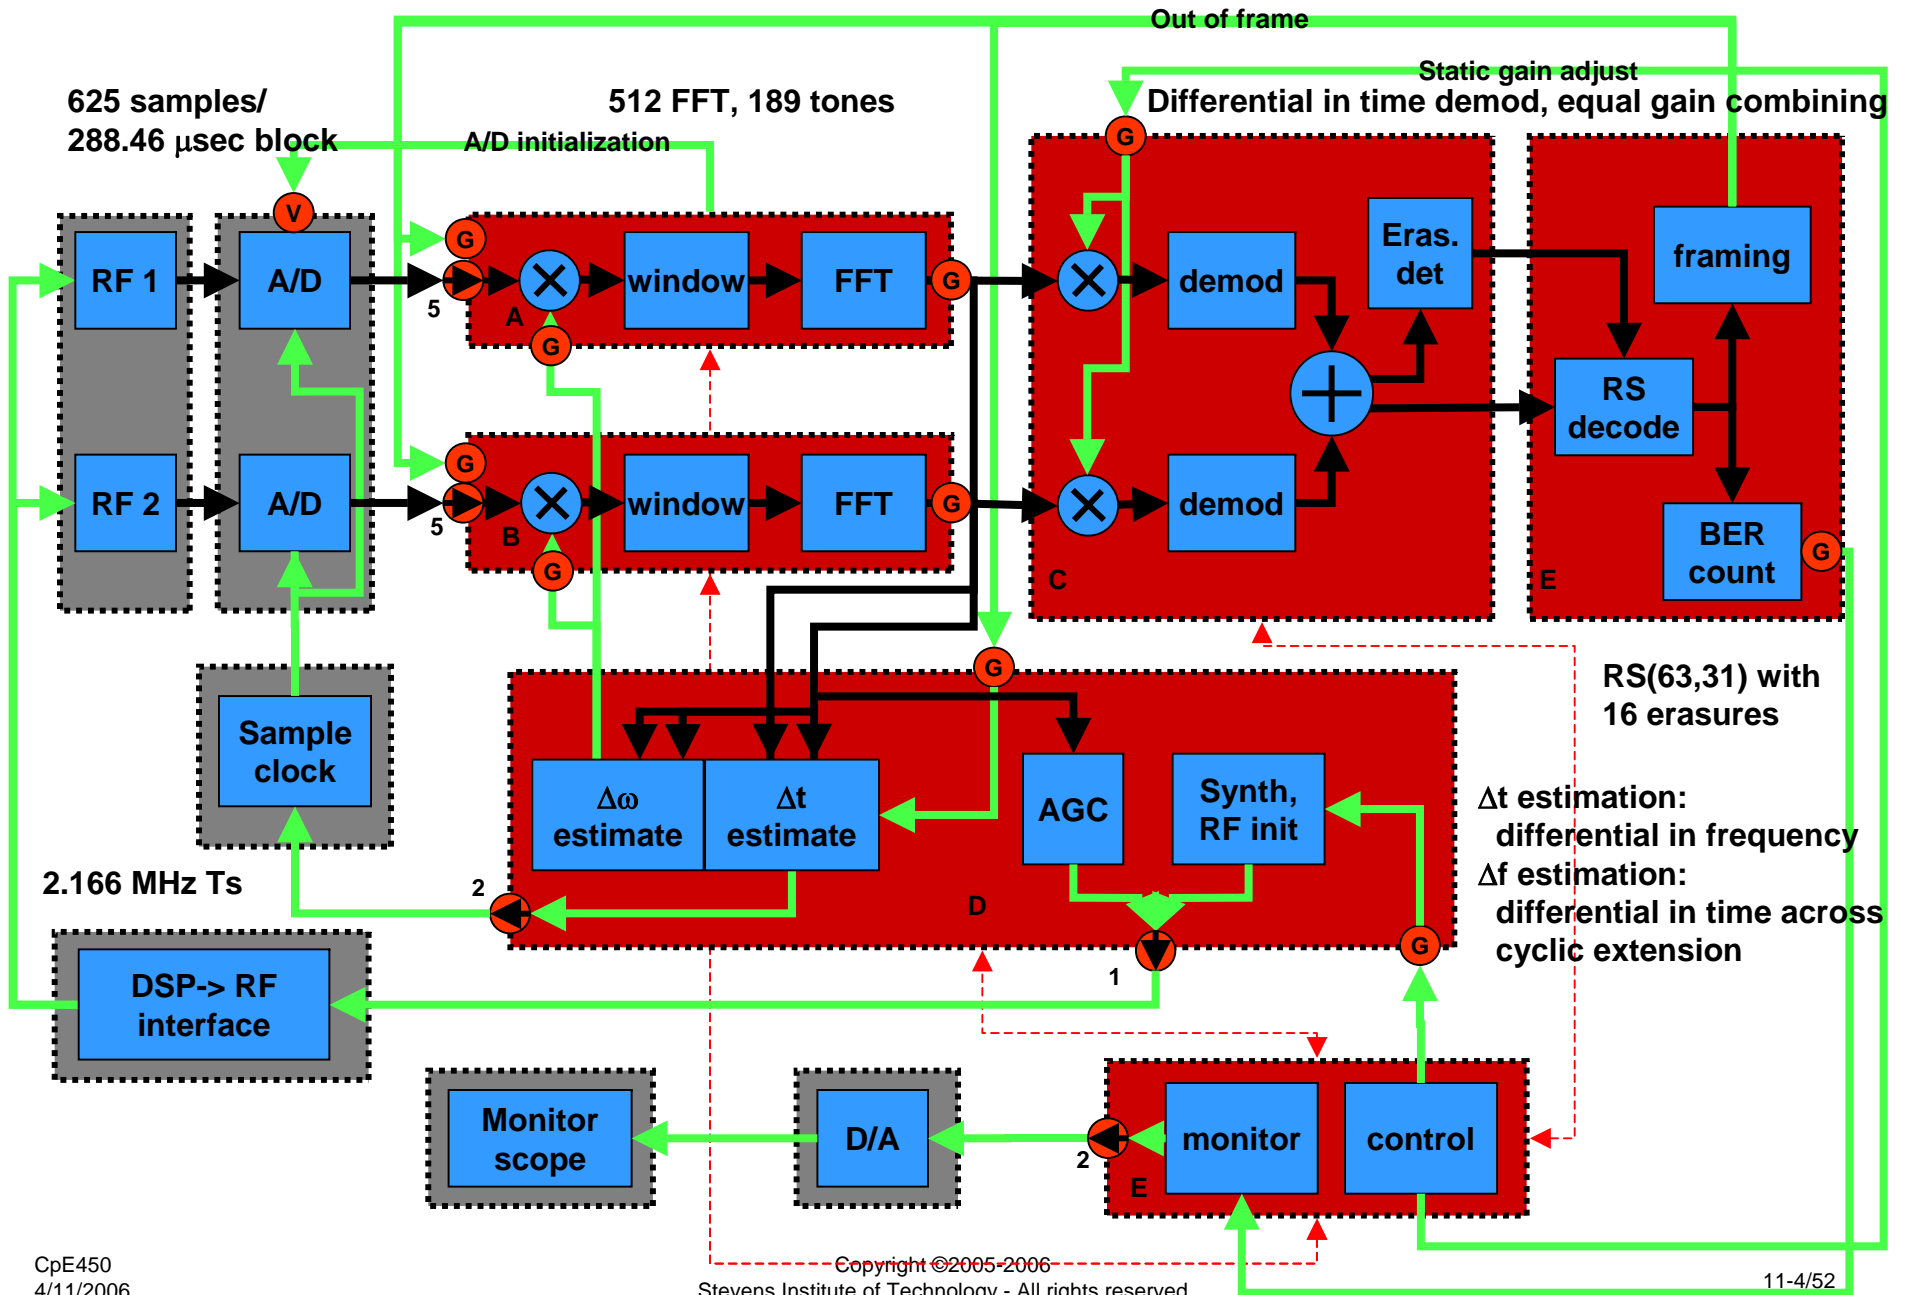 Out of frame
Static gain adjust
625 samples/
288.46 μsec block
512 FFT, 189 tones
Differential in time demod, equal gain combining
A/D initialization
G
V
G
RF 1
A/D
5
A
window
FFT
G
G
demod
Eras.
det
framing
RS
decode
G
RF 2
A/D
5
B
window
FFT
G
G
demod
C
E
BER
count
G
G
RS(63,31) with
16 erasures
Sample
clock
Δω
estimate
Δt
estimate
AGC
Synth,
RF init
Δt estimation:
differential in frequency
Δf estimation:
differential in time across
cyclic extension
2.166 MHz Ts
2
D
G
1
DSP-> RF
interface
Monitor
scope
D/A
2
monitor
control
E
CpE450
4/11/2006
Copyright ©2005-2006
Stevens Institute of Technology - All rights reserved
11-4/52